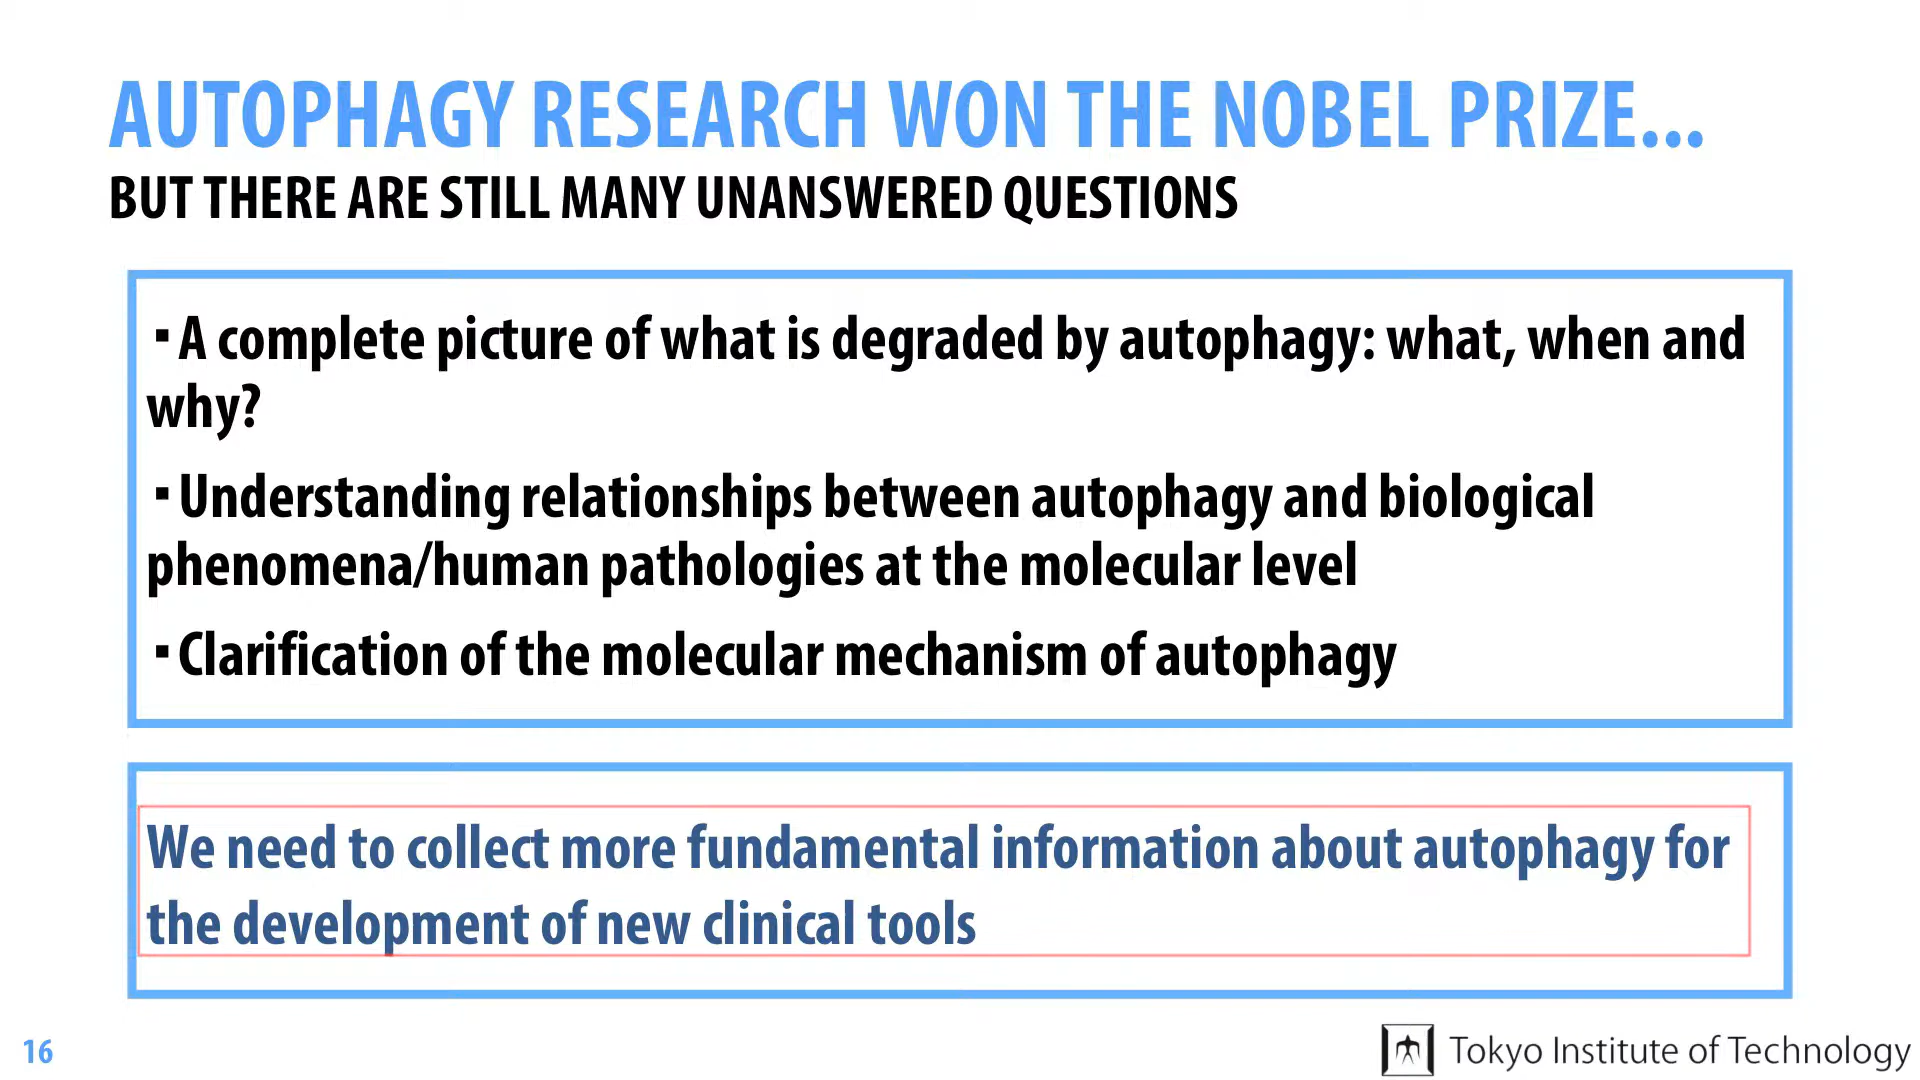 AUTOPHAGY RESEARCH WON THE NOBEL PRIZE...
BUT THERE ARE STILL MANY UNANSWERED QUESTIONS
▪A complete picture of what is degraded by autophagy: what, when and
why?
▪Understanding relationships between autophagy and biological
phenomena/human pathologies at the molecular level
▪Clarification of the molecular mechanism of autophagy
We need to collect more fundamental information about autophagy for
the development of new clinical tools
16
Tokyo Institute of Technology